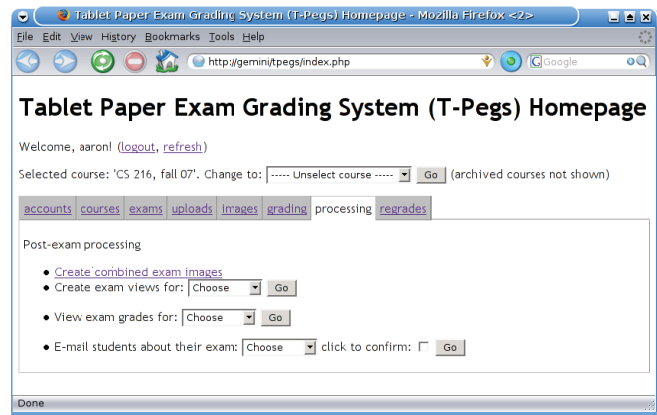 Tablet Paper Exam Grading System (T-Pegs) Homepage - Mozilla Firefox <2>
File Edit View History Bookmarks Tools Help
http://gemini/tpegs/index.php Google
Tablet Paper Exam Grading System (T-Pegs) Homepage
Welcome, aaron! (logout, refresh)
Selected course: 'CS 216, fall 07'. Change to: ----- Unselect course ----- Go (archived courses not shown)
accounts courses exams uploads images grading processing regrades
Post-exam processing
Create combined exam images
Create exam views for: Choose Go
View exam grades for: Choose Go
E-mail students about their exam: Choose click to confirm: Go
Done